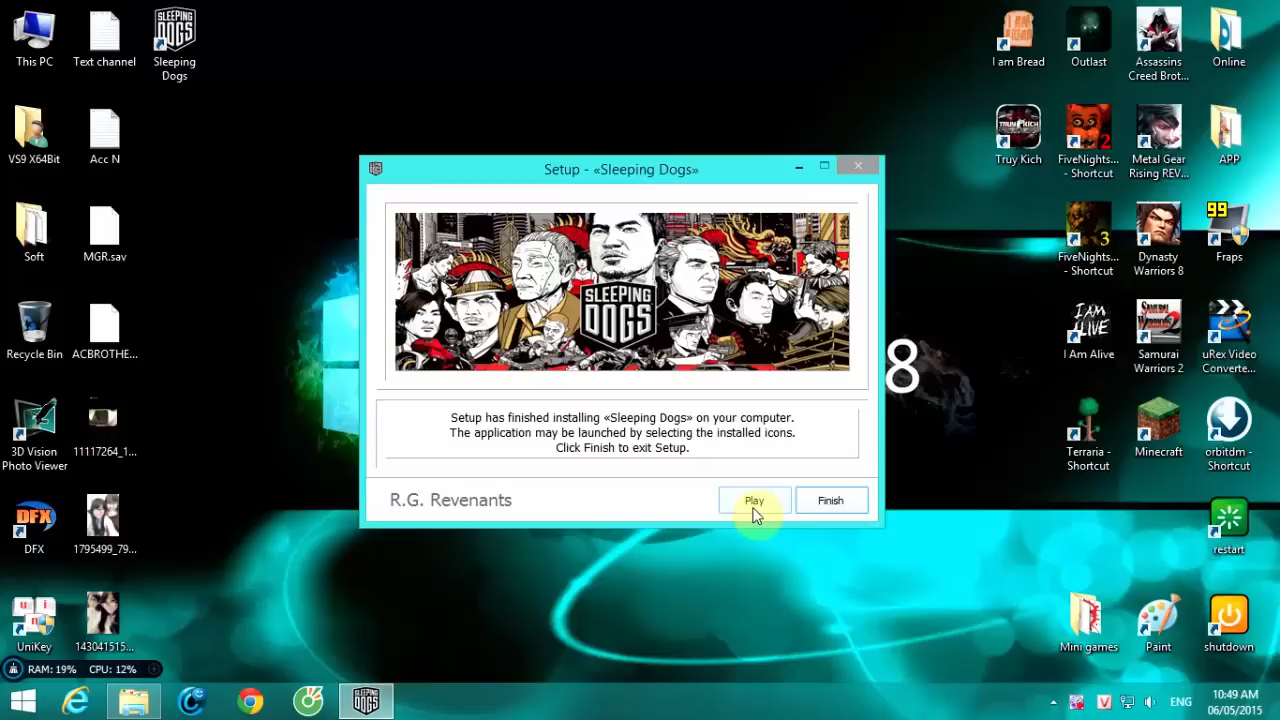 This PC
Text channel
Sleeping
Dogs
I am Bread
Outlast
Assassins
Creed Brot...
Online
VS9 X64Bit
Acc N
Truy Kich
FiveNights...
- Shortcut
Metal Gear
Rising REV...
APP
Soft
MGR.sav
FiveNights...
- Shortcut
Dynasty
Warriors 8
Fraps
Recycle Bin
ACBROTHE...
I Am Alive
Samurai
Warriors 2
uRex Video
Converte...
3D Vision
Photo Viewer
11117264_1...
Terraria -
Shortcut
Minecraft
orbitdm -
Shortcut
DFX
1795499_79...
restart
UniKey
143041515...
Mini games
Paint
shutdown
Setup - «Sleeping Dogs»
SLEEPING
DOGS
Setup has finished installing «Sleeping Dogs» on your computer.
The application may be launched by selecting the installed icons.
Click Finish to exit Setup.
R.G. Revenants
Play
Finish
8
RAM: 19% CPU: 12%
ENG
10:49 AM
06/05/2015